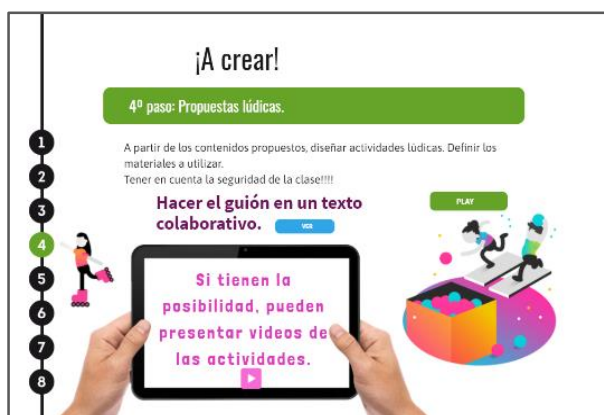 ¡A crear!
4º paso: Propuestas lúdicas.
A partir de los contenidos propuestos, diseñar actividades lúdicas. Definir los
materiales a utilizar.
Tener en cuenta la seguridad de la clase!!!!
Hacer el guión en un texto
colaborativo.
VER
PLAY
Si tienen la
posibilidad, pueden
presentar videos de
las actividades.
1
2
3
4
5
6
7
8